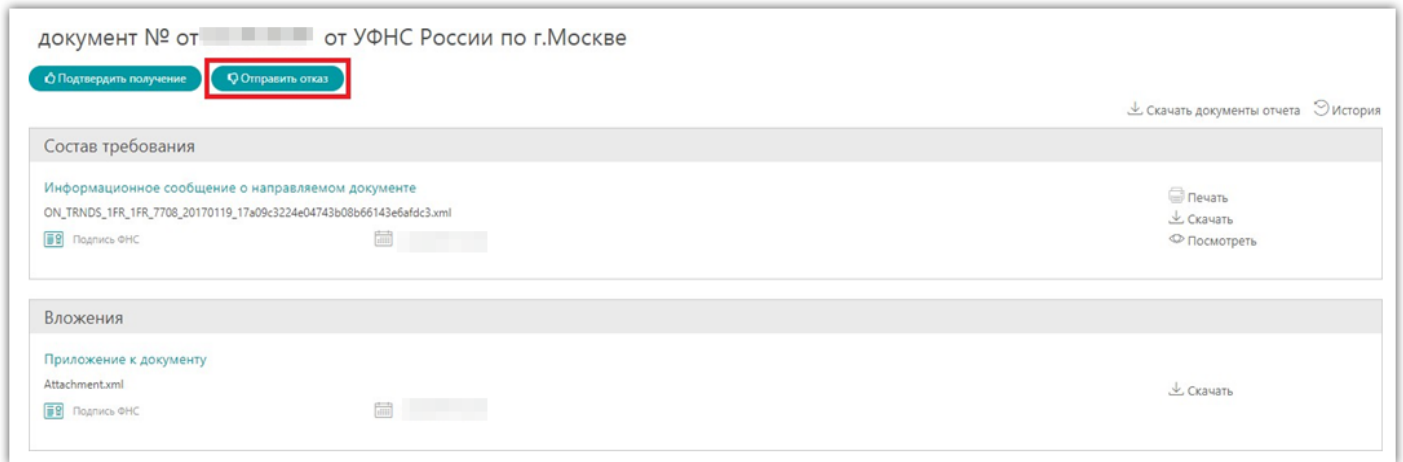 документ № от от УФНС России по г.Москве
Подтвердить получение Отправить отказ
Скачать документы отчета История
Состав требования
Информационное сообщение о направляемом документе
Печать
ON_TRNDS_1FR_1FR_7708_20170119_17a09c3224e04743b08b66143e6afdc3.xml
Скачать
Подпись ФНС
Посмотреть
Вложения
Приложение к документу
Attachment.xml
Скачать
Подпись ФНС